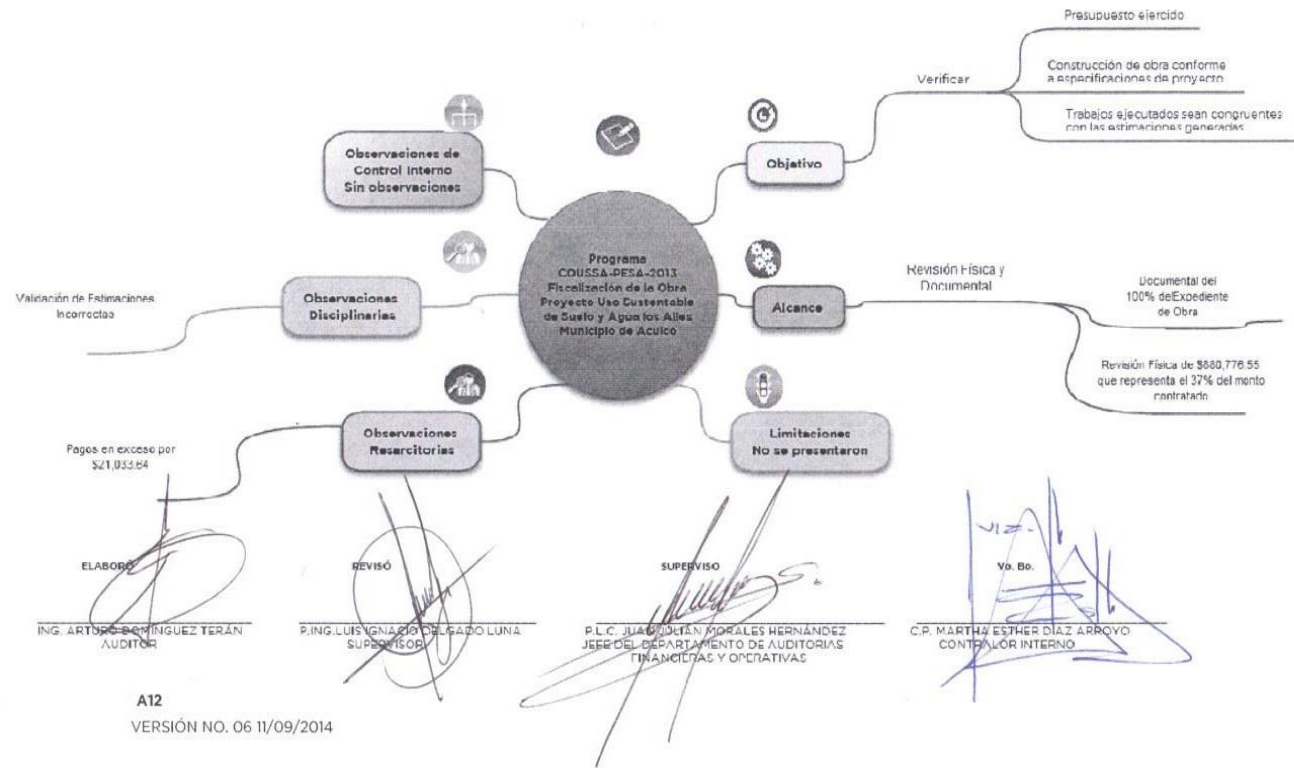 Presupuesto ejercido
Verificar
Construcción de obra conforme
a especificaciones de proyecto
Trabajos ejecutados sean congruentes
con las estimaciones generadas
Observaciones de
Control Interno
Sin observaciones
Objetivo
Programa
COUSSA-PESA-2013
Fiscalización de la Obra
Proyecto Uso Sustentable
de Suelo y Agua los Ailes
Municipio de Aculco
Validación de Estimaciones
Incorrectas
Observaciones
Disciplinarias
Alcance
Revisión Física y
Documental
Documental del
100% delExpediente
de Obra
Revisión Física de $880,776.55
que representa el 37% del monto
contratado
Observaciones
Resarcitorias
Limitaciones
No se presentaron
Pagos en exceso por
$21,033.64
ELABORÓ
REVISÓ
SUPERVISO
Vo. Bo.
ING. ARTURO DOMÍNGUEZ TERÁN
AUDITOR
P.ING.LUIS IGNACIO DELGADO LUNA
SUPERVISOR
P.L.C. JUAN JULIÁN MORALES HERNÁNDEZ
JEFE DEL DEPARTAMENTO DE AUDITORIAS
FINANCIERAS Y OPERATIVAS
C.P. MARTHA ESTHER DÍAZ ARROYO
CONTRALOR INTERNO
A12
VERSIÓN NO. 06 11/09/2014